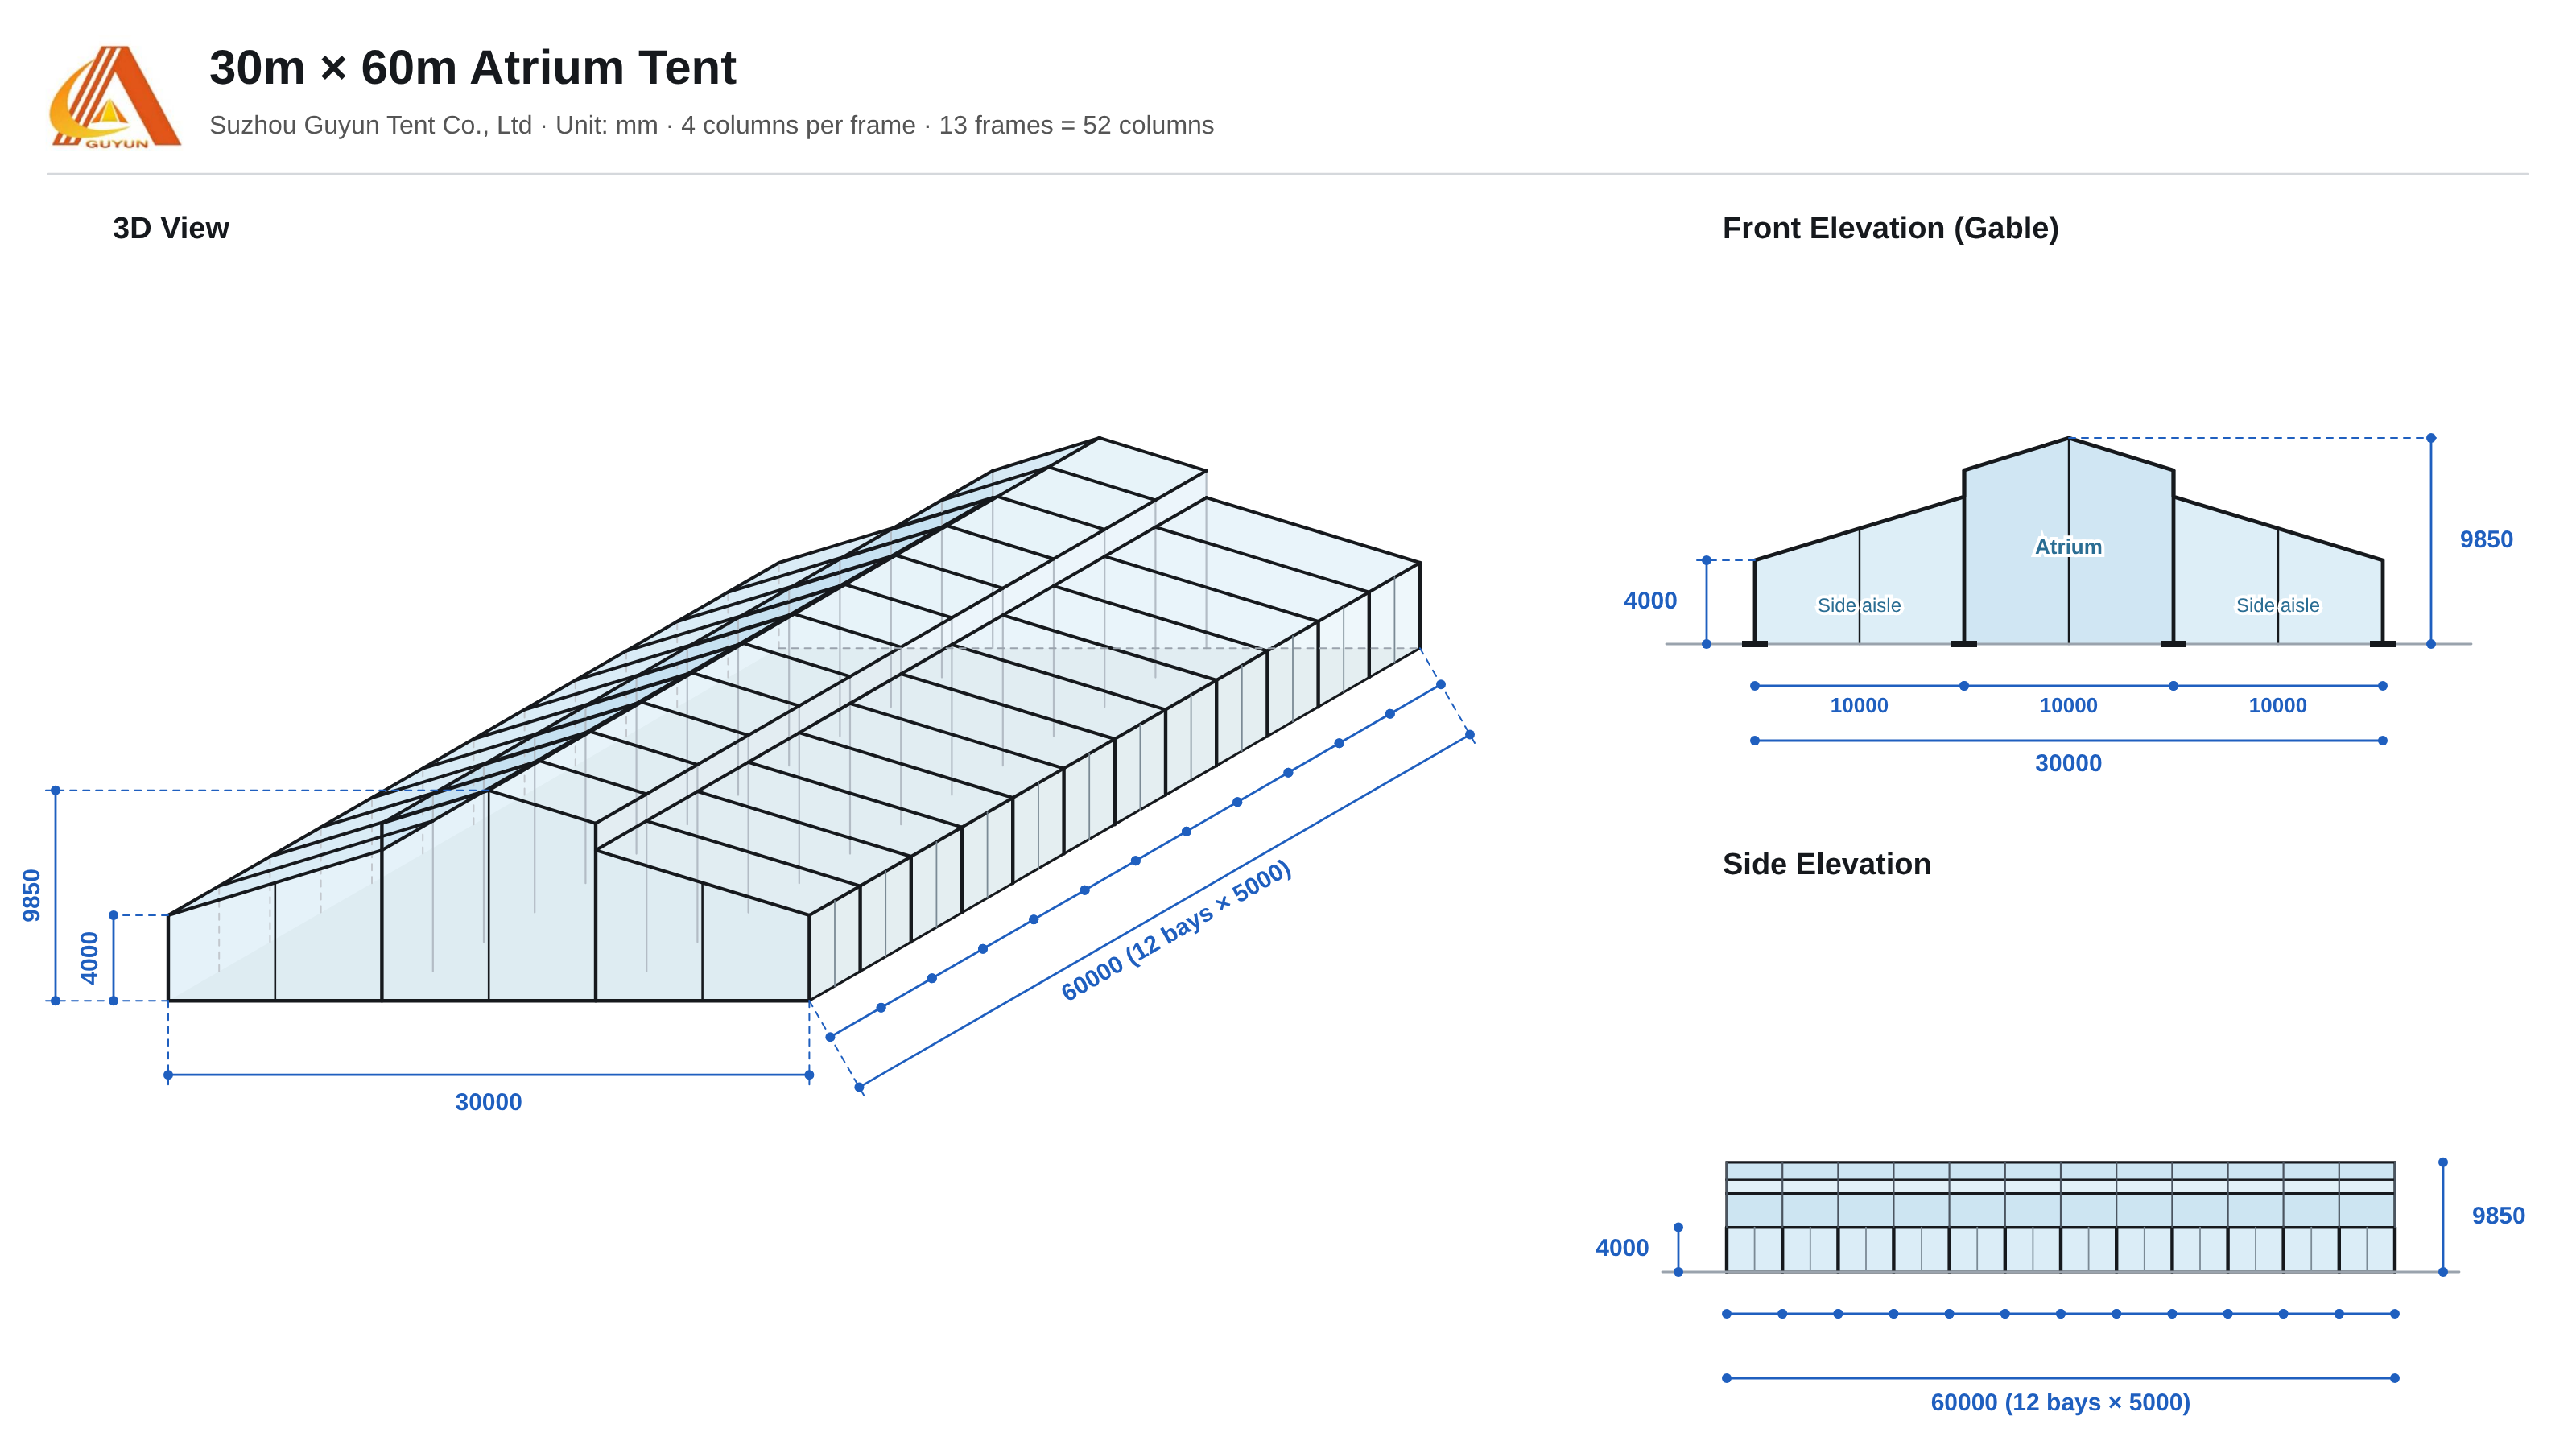 GUYUN
30m × 60m Atrium Tent
Suzhou Guyun Tent Co., Ltd · Unit: mm · 4 columns per frame · 13 frames = 52 columns
3D View
9850
4000
30000
60000 (12 bays × 5000)
Front Elevation (Gable)
4000
Side aisle
Atrium
Side aisle
9850
10000
10000
10000
30000
Side Elevation
4000
9850
60000 (12 bays × 5000)